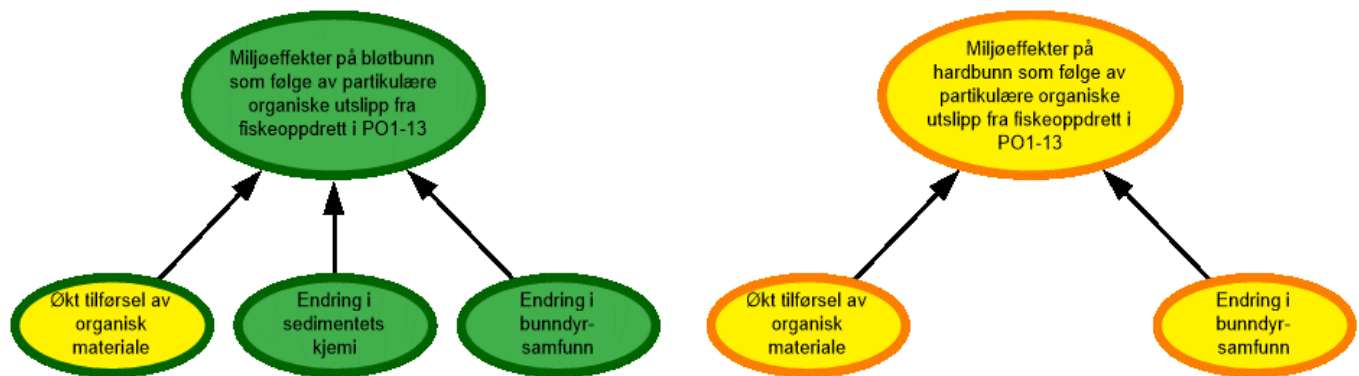 Miljøeffekter på bløtbunn
som følge av partikulære
organiske utslipp fra
fiskeoppdrett i PO1-13
Miljøeffekter på
hardbunn som følge av
partikulære organiske
utslipp fra fiskeoppdrett i
PO1-13
Økt tilførsel av
organisk
materiale
Endring i
sedimentets
kjemi
Endring i
bunndyr-
samfunn
Økt tilførsel av
organisk
materiale
Endring i
bunndyr-
samfunn